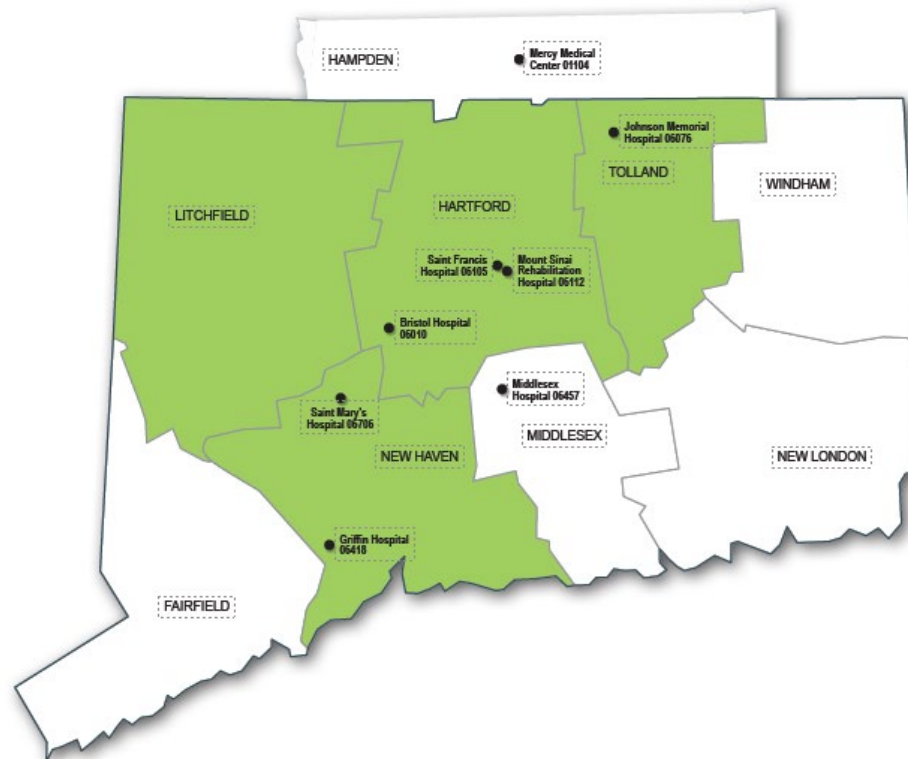 HAMPDEN
Mercy Medical
Center 01104
Johnson Memorial
Hospital 06076
TOLLAND
WINDHAM
LITCHFIELD
HARTFORD
Saint Francis
Hospital 06105
Mount Sinai
Rehabilitation
Hospital 06112
Bristol Hospital
06010
Middlesex
Hospital 06457
Saint Mary's
Hospital 06706
MIDDLESEX
NEW HAVEN
NEW LONDON
Griffin Hospital
06418
FAIRFIELD